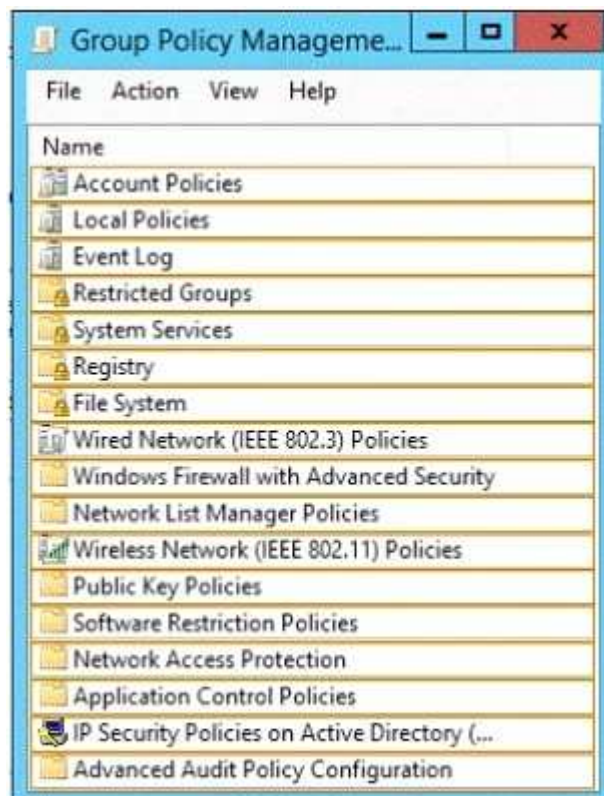 Group Policy Manageme...
File Action View Help
Name
Account Policies
Local Policies
Event Log
Restricted Groups
System Services
Registry
File System
Wired Network (IEEE 802.3) Policies
Windows Firewall with Advanced Security
Network List Manager Policies
Wireless Network (IEEE 802.11) Policies
Public Key Policies
Software Restriction Policies
Network Access Protection
Application Control Policies
IP Security Policies on Active Directory (...
Advanced Audit Policy Configuration